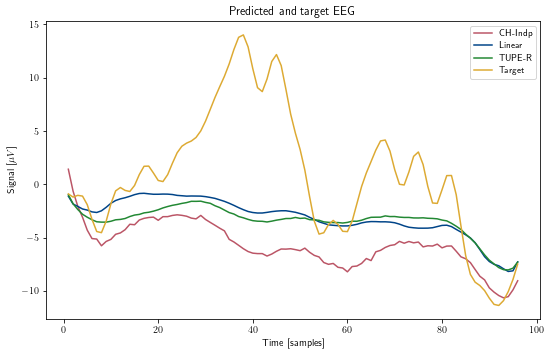 Predicted and target EEG
CH-Indp
Linear
TUPE-R
Target
Signal [μV]
15
10
5
0
−5
−10
0
20
40
60
80
100
Time [samples]